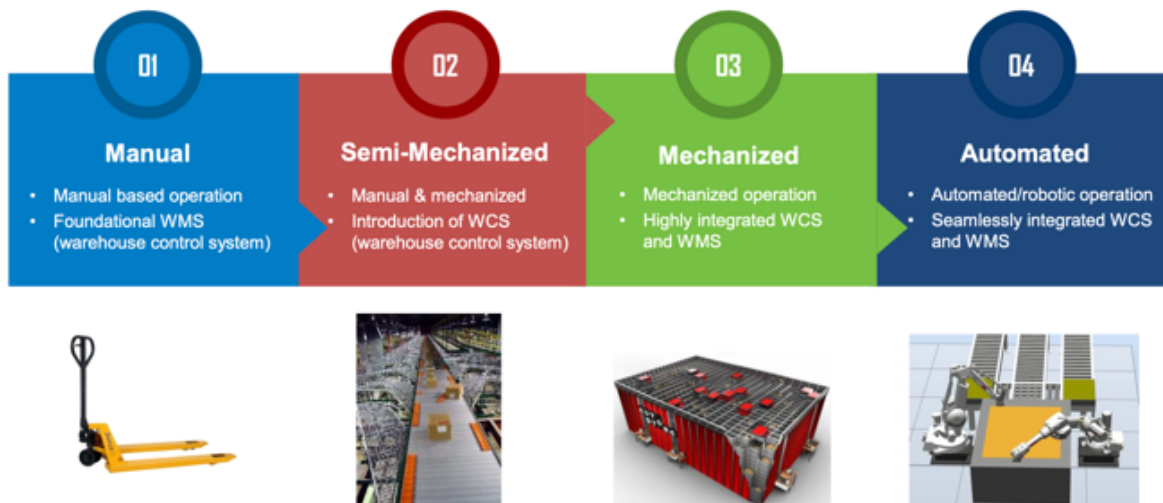 01
Manual
• Manual based operation
• Foundational WMS
(warehouse control system)
02
Semi-Mechanized
• Manual & mechanized
• Introduction of WCS
(warehouse control system)
03
Mechanized
• Mechanized operation
• Highly integrated WCS
and WMS
04
Automated
• Automated/robotic operation
• Seamlessly integrated WCS
and WMS